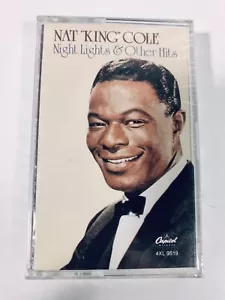 NAT "KING" COLE
Night Lights & Other Hits
Capitol
4XL 9519